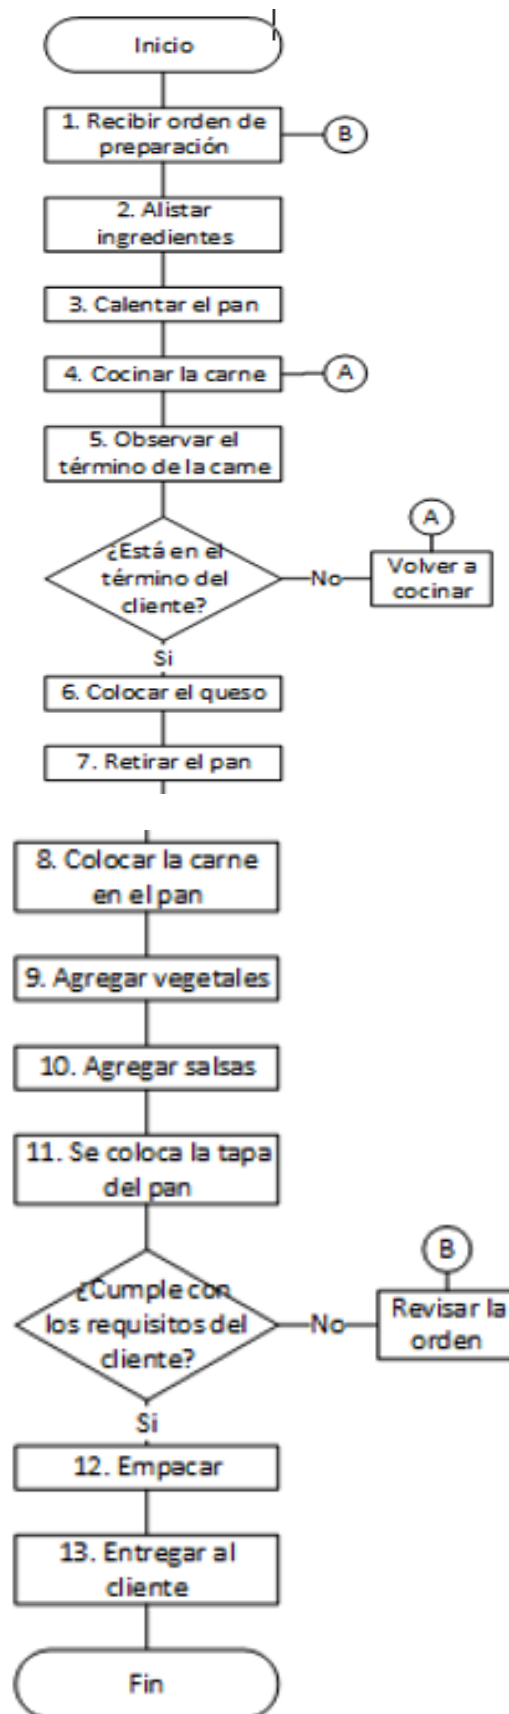 Inicio
1. Recibir orden de
preparación
B
2. Alistar
ingredientes
3. Calentar el pan
4. Cocinar la carne
A
5. Observar el
término de la carne
¿Está en el
término del
cliente?
No
A
Volver a
cocinar
Si
6. Colocar el queso
7. Retirar el pan
8. Colocar la carne
en el pan
9. Agregar vegetales
10. Agregar salsas
11. Se coloca la tapa
del pan
¿Cumple con
los requisitos del
cliente?
No
B
Revisar la
orden
Si
12. Empacar
13. Entregar al
cliente
Fin